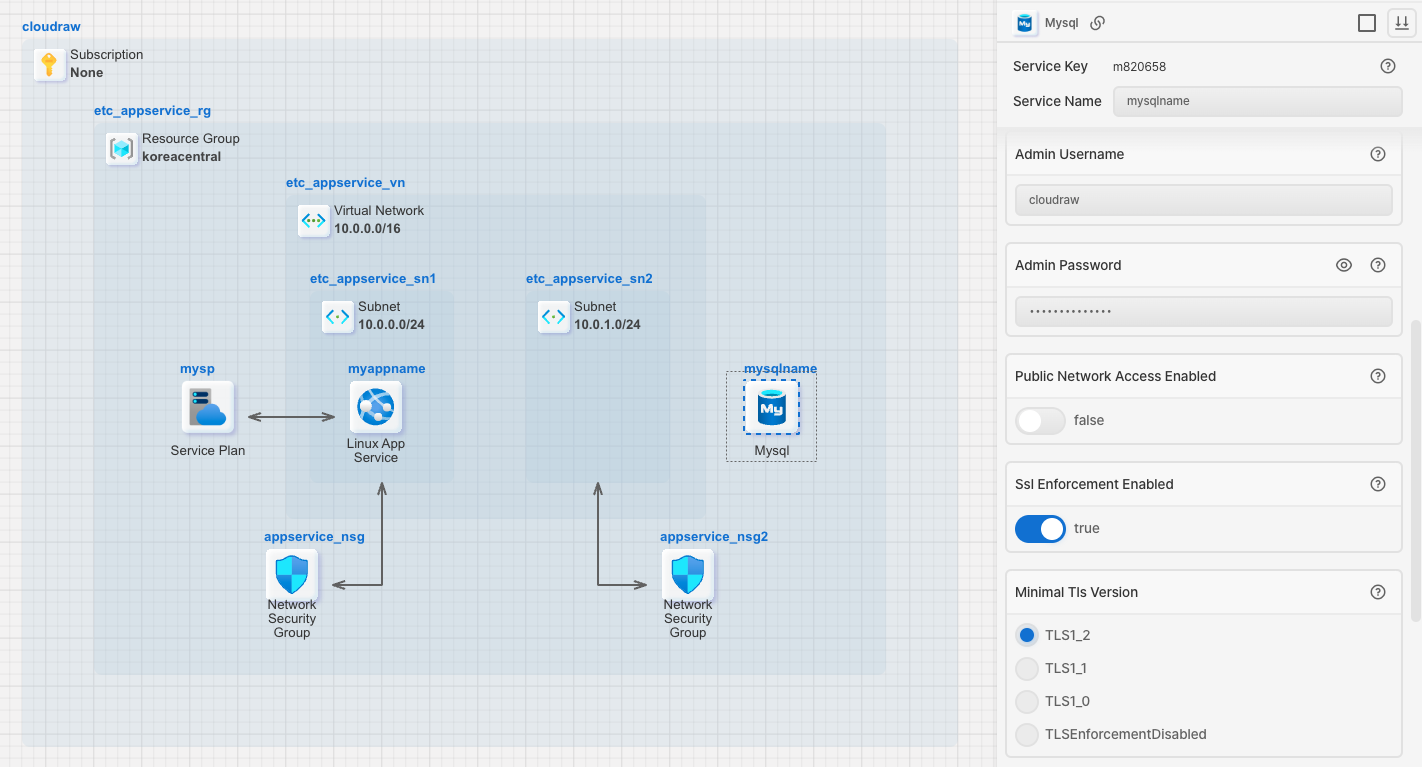 cloudraw
Subscription
None
etc_appservice_rg
Resource Group
koreacentral
etc_appservice_vn
Virtual Network
10.0.0.0/16
etc_appservice_sn1
Subnet
10.0.0.0/24
etc_appservice_sn2
Subnet
10.0.1.0/24
mysp
Service Plan
myappname
Linux App
Service
mysqlname
My
Mysql
appservice_nsg
Network
Security
Group
appservice_nsg2
Network
Security
Group
My
Mysql
Service Key
m820658
Service Name
mysqlname
Admin Username
cloudraw
Admin Password
••••••••••••••
Public Network Access Enabled
false
Ssl Enforcement Enabled
true
Minimal Tls Version
TLS1_2
TLS1_1
TLS1_0
TLSEnforcementDisabled